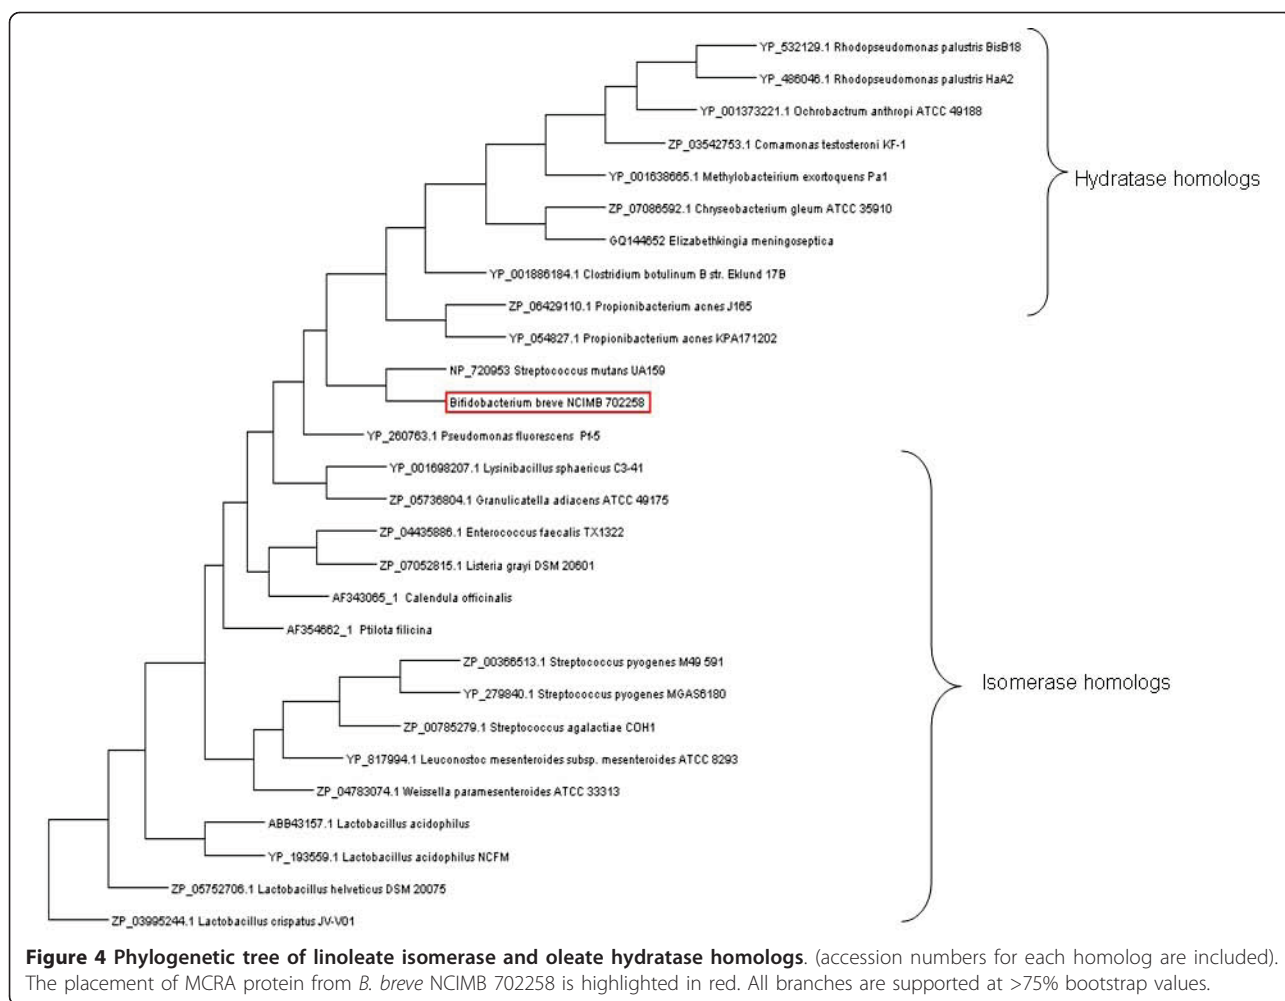 YP_532129.1 Rhodopseudomonas palustris BisB18
YP_486046.1 Rhodopseudomonas palustris HaA2
YP_001373221.1 Ochrobactrum anthropi ATCC 49188
ZP_03542753.1 Comamonas testosteroni KF-1
YP_001638665.1 Methylobacteirium exortoquens Pa1
Hydratase homologs
ZP_07086592.1 Chryseobacterium gleum ATCC 35910
GQ144652 Elizabethkingia meningoseptica
YP_001886184.1 Clostridium botulinum B str. Eklund 17B
ZP_06429110.1 Propionibacterium acnes J165
YP_054827.1 Propionibacterium acnes KPA171202
NP_720953 Streptococcus mutans UA159
Bifidobacterium breve NCIMB 702258
YP_260763.1 Pseudomonas fluorescens Pf-5
YP_001698207.1 Lysinibacillus sphaericus C3-41
ZP_05736804.1 Granulicatella adiacens ATCC 49175
ZP_04435886.1 Enterococcus faecalis TX1322
ZP_07052815.1 Listeria grayi DSM 20601
AF343065_1 Calendula officinalis
AF354662_1 Ptilota filicina
ZP_00366513.1 Streptococcus pyogenes M49 591
Isomerase homologs
YP_279840.1 Streptococcus pyogenes MGAS6180
ZP_00785279.1 Streptococcus agalactiae COH1
YP_817994.1 Leuconostoc mesenteroides subsp. mesenteroides ATCC 8293
ZP_04783074.1 Weissella paramesenteroides ATCC 33313
ABB43157.1 Lactobacillus acidophilus
YP_193559.1 Lactobacillus acidophilus NCFM
ZP_05752706.1 Lactobacillus helveticus DSM 20075
ZP_03995244.1 Lactobacillus crispatus JV-V01
Figure 4 Phylogenetic tree of linoleate isomerase and oleate hydratase homologs. (accession numbers for each homolog are included).
The placement of MCRA protein from B. breve NCIMB 702258 is highlighted in red. All branches are supported at >75% bootstrap values.